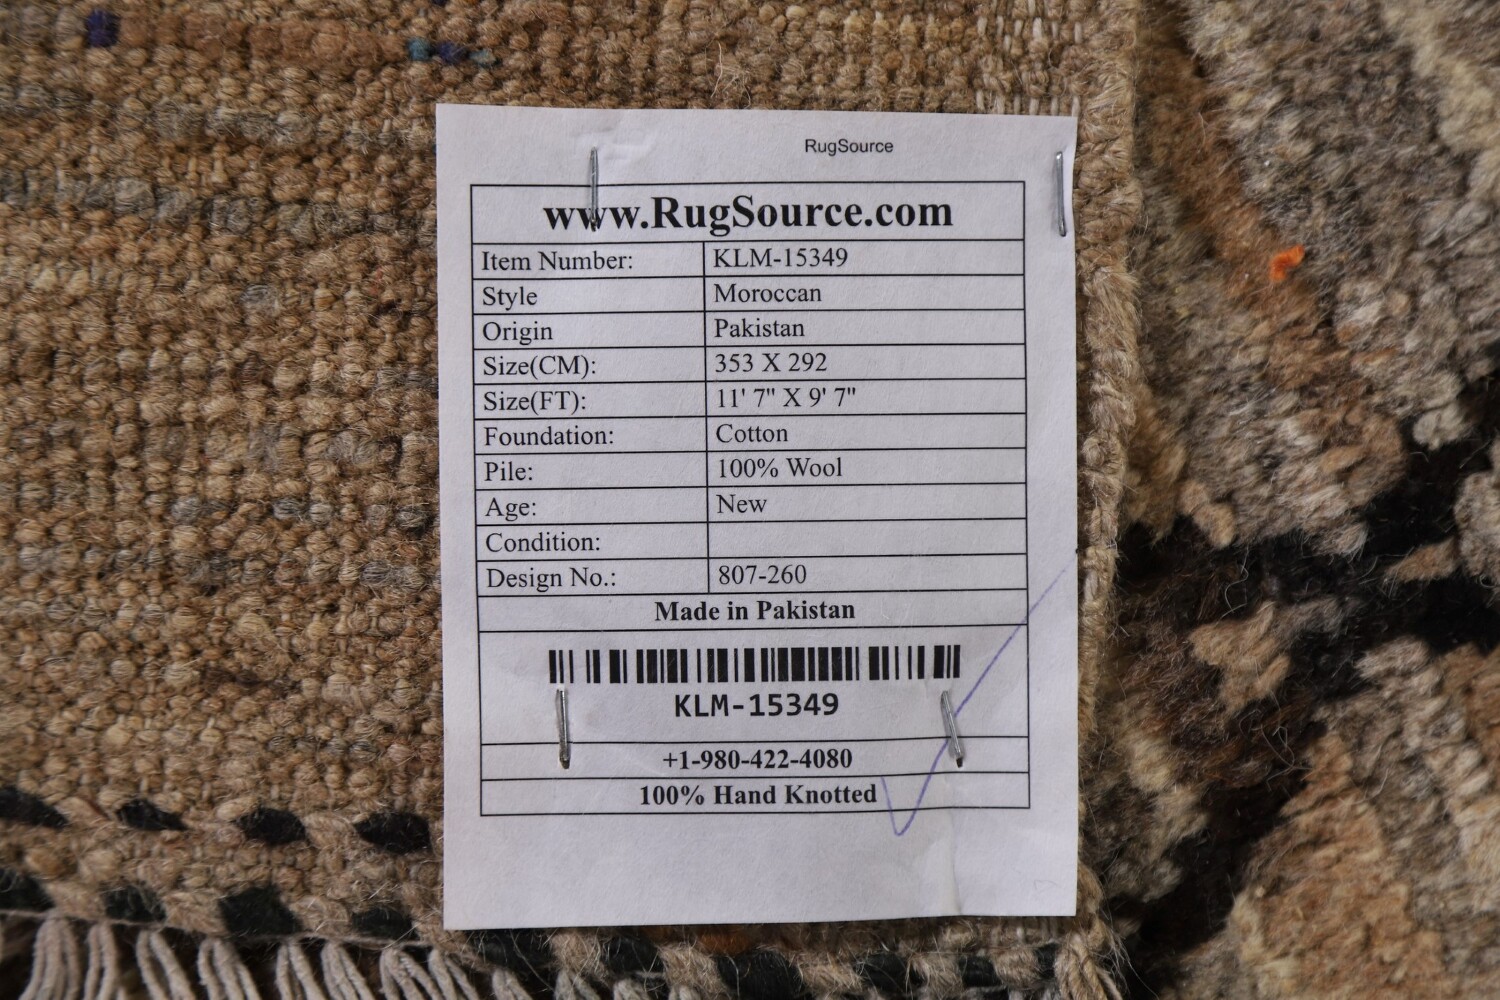 RugSource
www.RugSource.com
Item Number: KLM-15349
Style Moroccan
Origin Pakistan
Size(CM): 353 X 292
Size(FT): 11' 7" X 9' 7"
Foundation: Cotton
Pile: 100% Wool
Age: New
Condition:
Design No.: 807-260
Made in Pakistan
KLM-15349
+1-980-422-4080
100% Hand Knotted